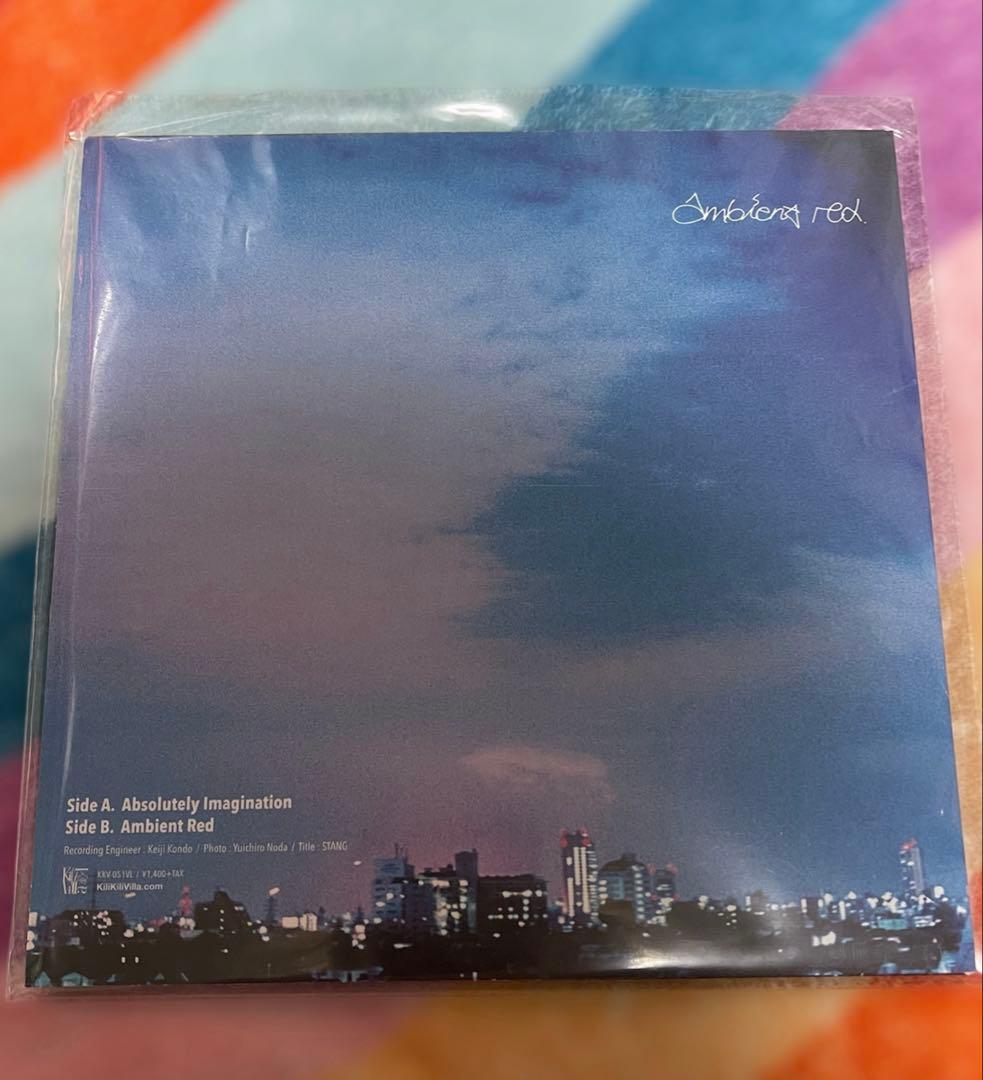 Ambient red.
Side A. Absolutely Imagination
Side B. Ambient Red
Recording Engineer : Keiji Kondo / Photo : Yuichiro Noda / Title : STANG
KKV-051VL / ¥1,400+TAX
KiliKiliVilla.com